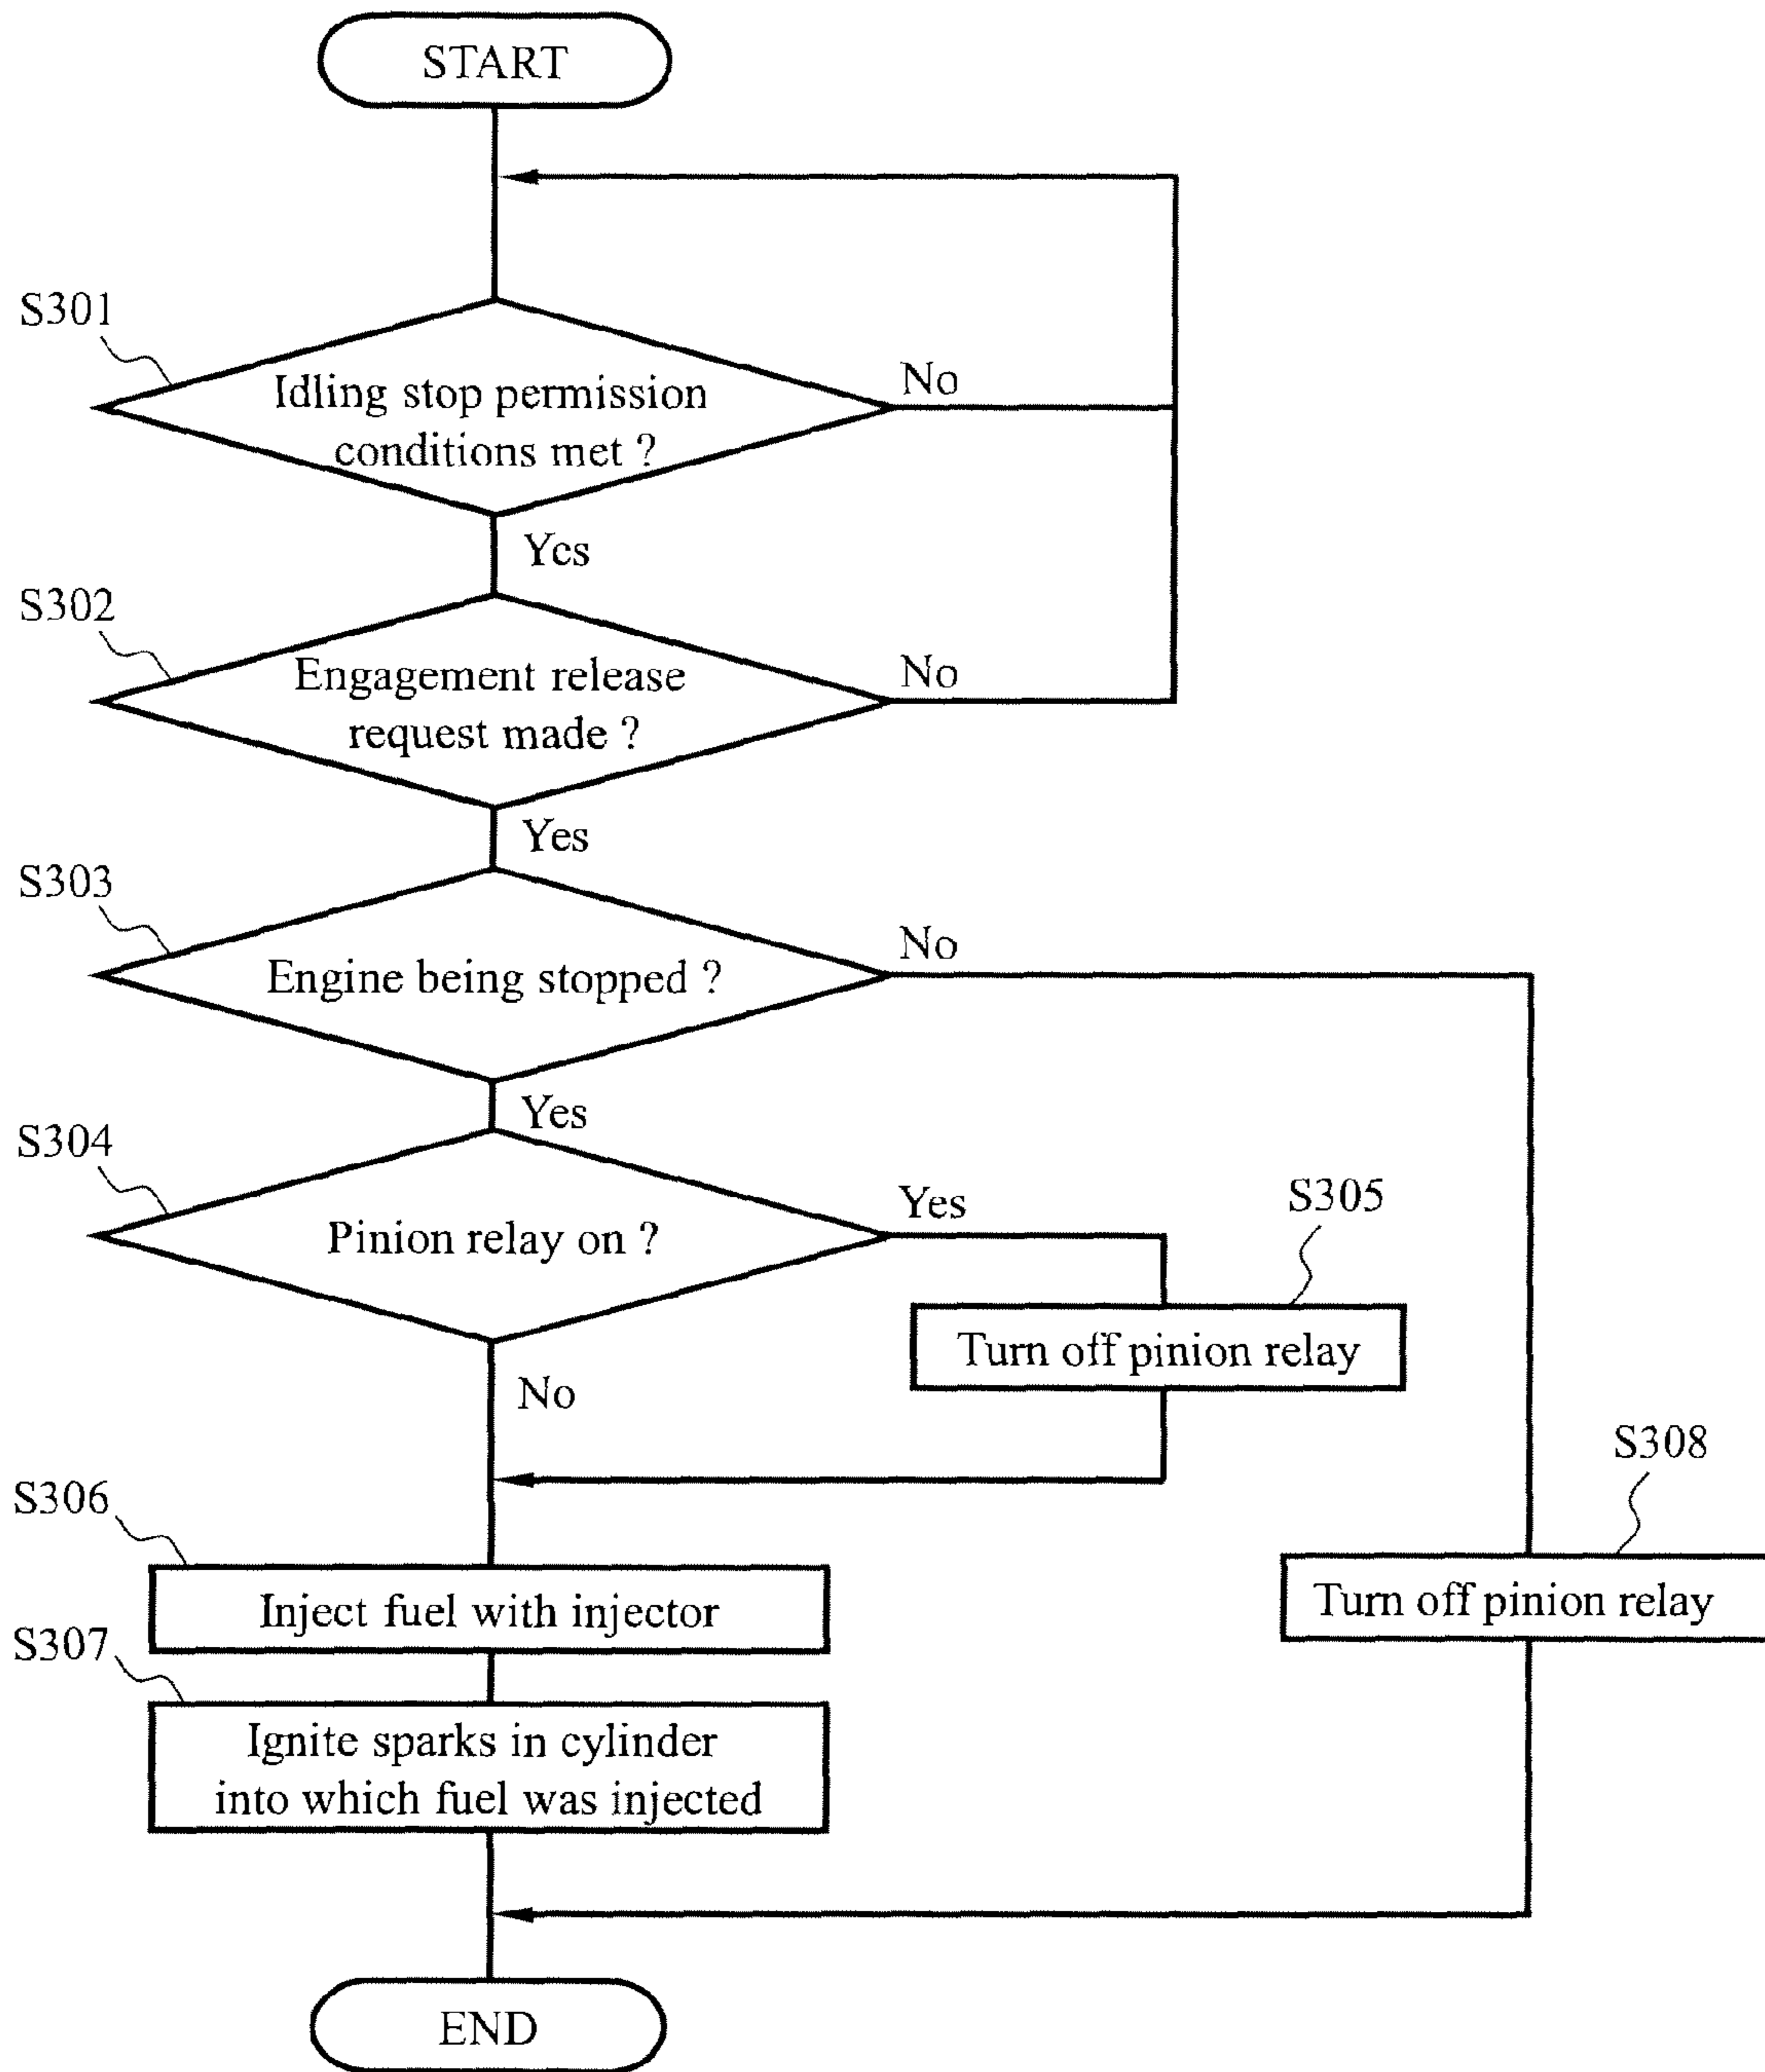 START
S301
Idling stop permission
conditions met ?
No
Yes
S302
Engagement release
request made ?
No
Yes
S303
Engine being stopped ?
No
Yes
S304
Pinion relay on ?
Yes
S305
Turn off pinion relay
No
S308
Turn off pinion relay
S306
Inject fuel with injector
S307
Ignite sparks in cylinder
into which fuel was injected
END